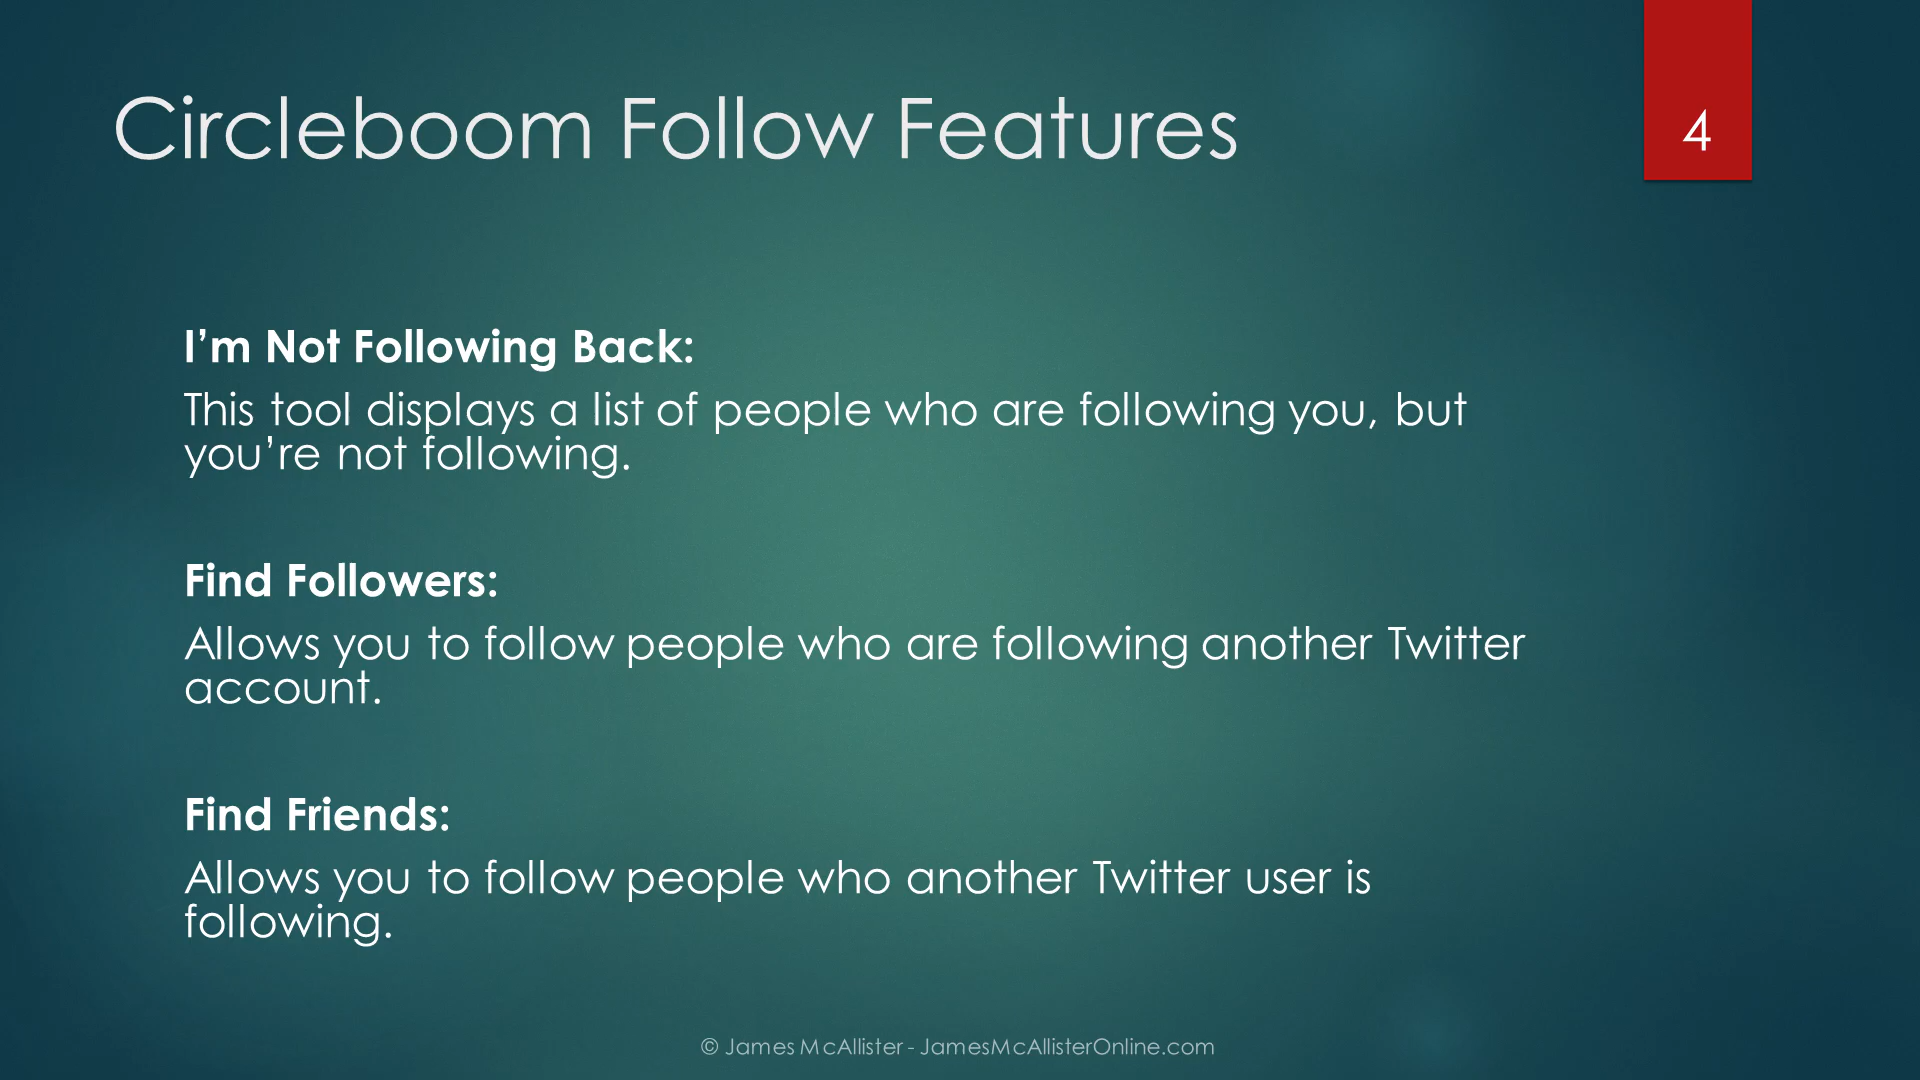 Circleboom Follow Features
4
I’m Not Following Back:
This tool displays a list of people who are following you, but
you’re not following.
Find Followers:
Allows you to follow people who are following another Twitter
account.
Find Friends:
Allows you to follow people who another Twitter user is
following.
© James McAllister - JamesMcAllisterOnline.com